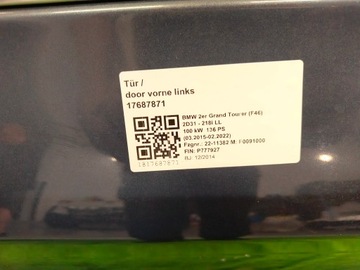 Tür /
door vorne links
17687871
BMW 2er Grand Tourer (F46)
2D31 - 218i LL
100 kW 136 PS
(03.2015-02.2022)
Fzgnr.: 22-11382 M: F0091000
FIN: P777927
RJ: 12/2014
17687871